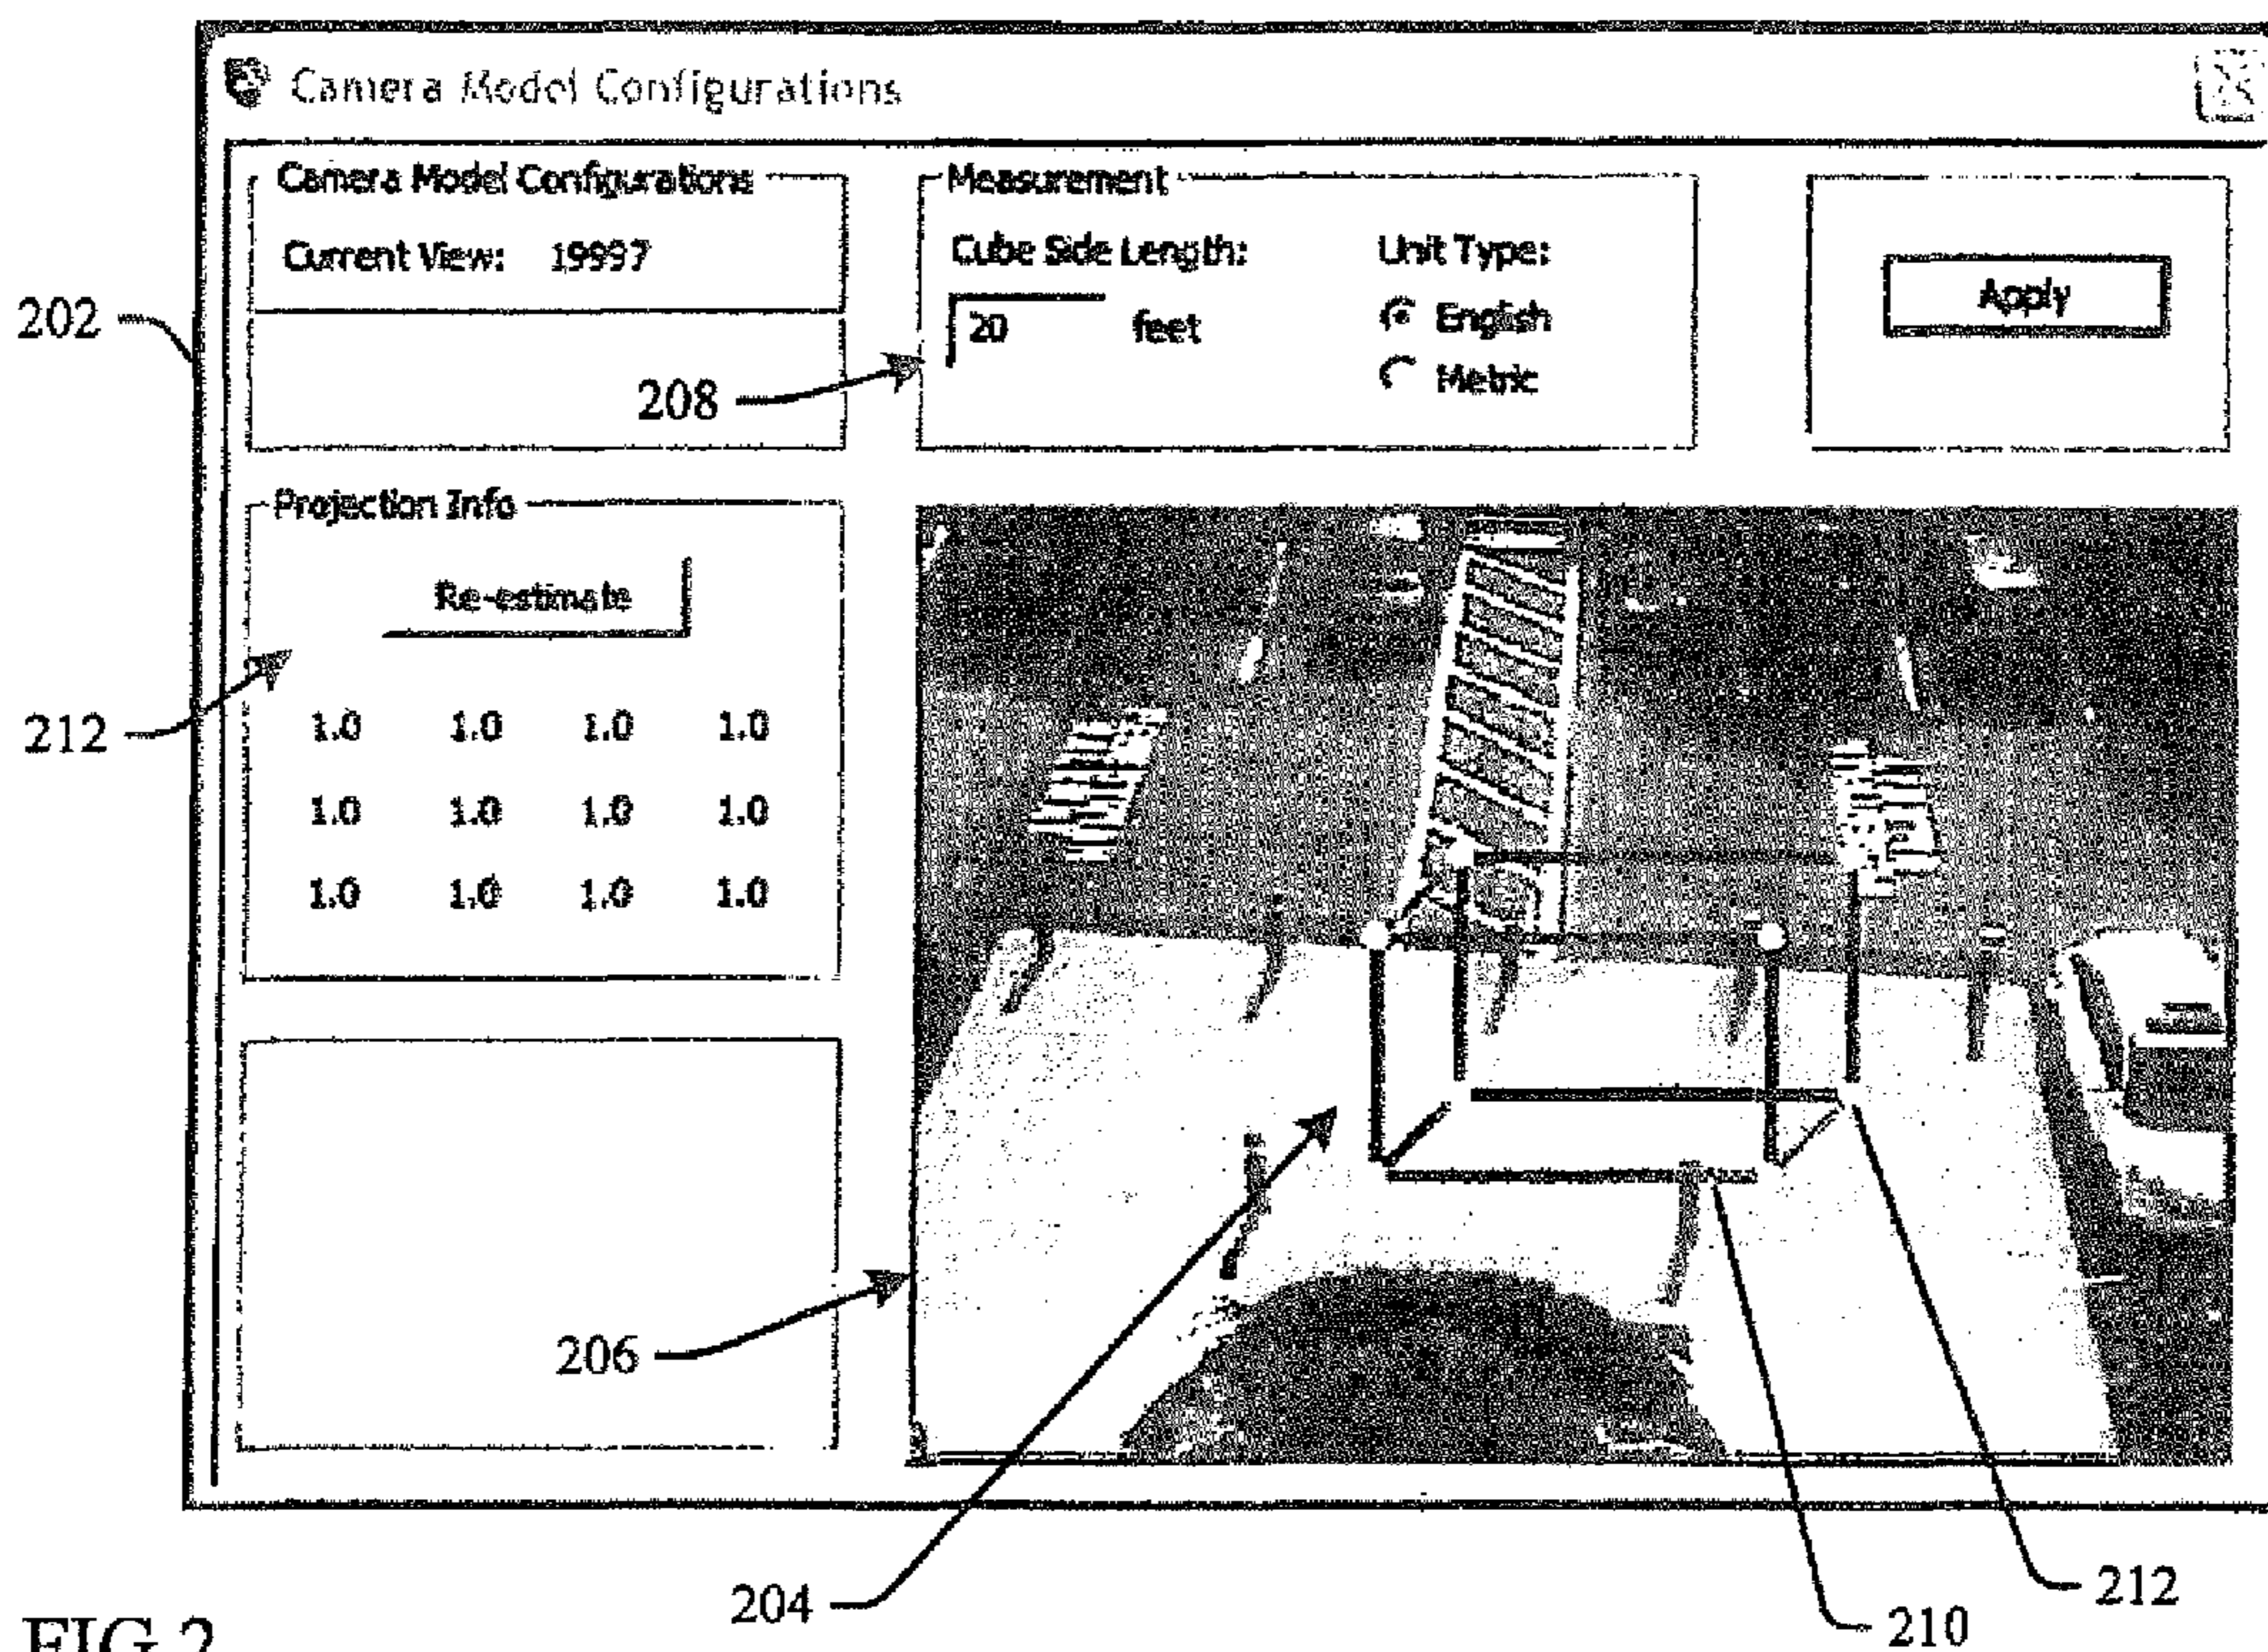 Camera Model Configurations
Camera Model Configurations
Current View: 19997
Measurement
Cube Side Length:
20 feet
Unit Type:
English
Metric
Apply
202
208
Projection Info
Re-estimate
212
1.0 1.0 1.0 1.0
1.0 1.0 1.0 1.0
1.0 1.0 1.0 1.0
206
204
212
210
FIG 2